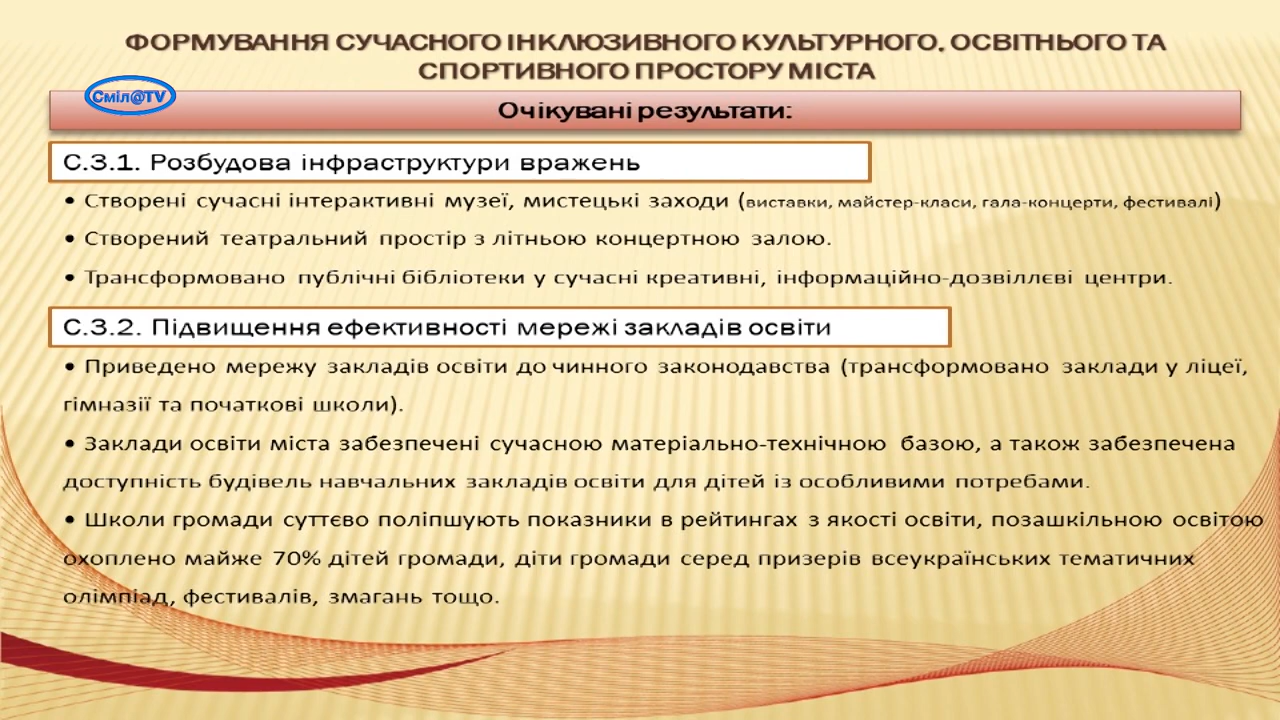 ФОРМУВАННЯ СУЧАСНОГО ІНКЛЮЗИВНОГО КУЛЬТУРНОГО, ОСВІТНЬОГО ТА
СПОРТИВНОГО ПРОСТОРУ МІСТА
Сміл@TV
Очікувані результати:
С.3.1. Розбудова інфраструктури вражень
• Створені сучасні інтерактивні музеї, мистецькі заходи (виставки, майстер-класи, гала-концерти, фестивалі)
• Створений театральний простір з літньою концертною залою.
• Трансформовано публічні бібліотеки у сучасні креативні, інформаційно-дозвіллєві центри.
С.3.2. Підвищення ефективності мережі закладів освіти
• Приведено мережу закладів освіти до чинного законодавства (трансформовано заклади у ліцеї,
гімназії та початкові школи).
• Заклади освіти міста забезпечені сучасною матеріально-технічною базою, а також забезпечена
доступність будівель навчальних закладів освіти для дітей із особливими потребами.
• Школи громади суттєво поліпшують показники в рейтингах з якості освіти, позашкільною освітою
охоплено майже 70% дітей громади, діти громади серед призерів всеукраїнських тематичних
олімпіад, фестивалів, змагань тощо.